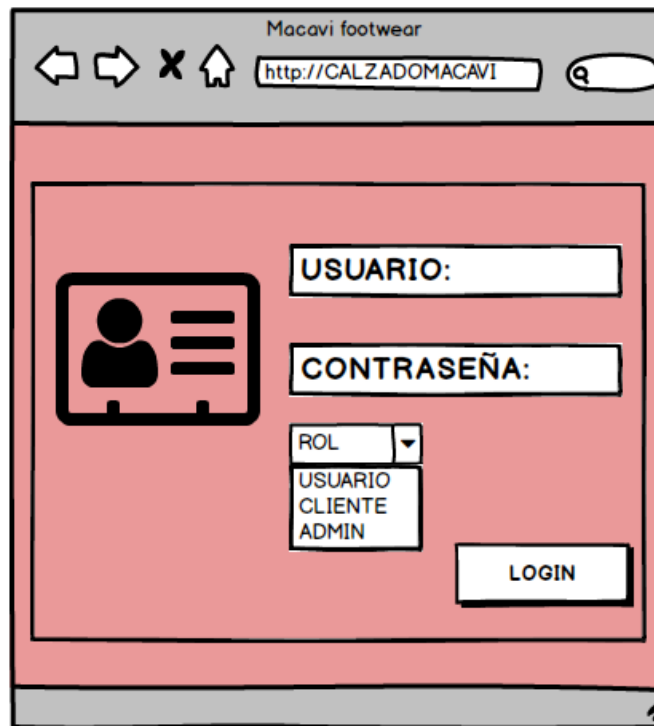 Macavi footwear
http://CALZADOMACAVI
USUARIO:
CONTRASEÑA:
ROL
USUARIO
CLIENTE
ADMIN
LOGIN